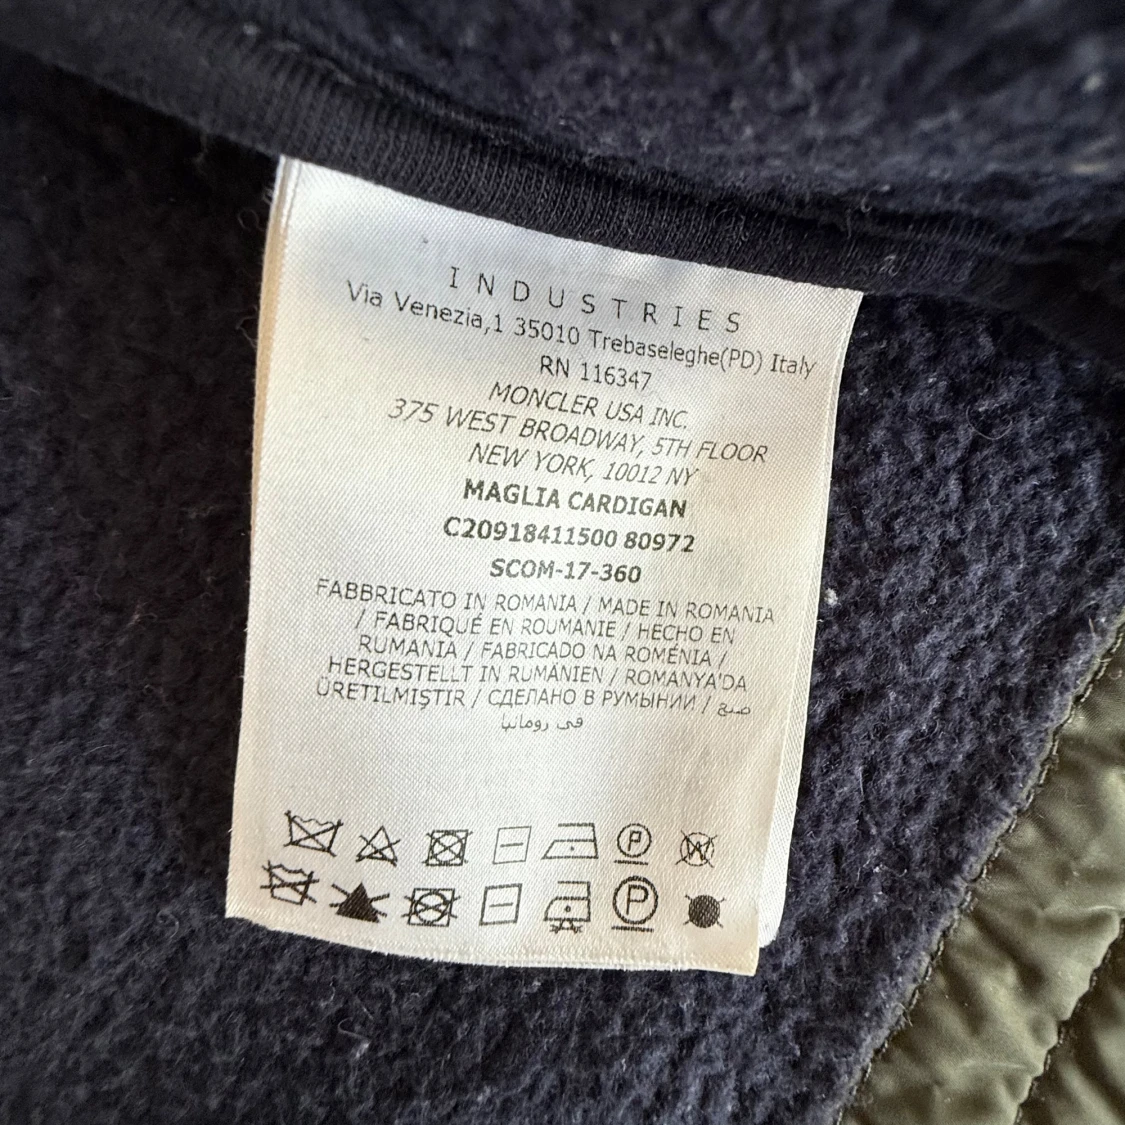 INDUSTRIES
Via Venezia,1 35010 Trebaseleghe(PD) Italy
RN 116347
MONCLER USA INC.
375 WEST BROADWAY, 5TH FLOOR
NEW YORK, 10012 NY
MAGLIA CARDIGAN
C20918411500 80972
SCOM-17-360
FABBRICATO IN ROMANIA / MADE IN ROMANIA
/ FABRIQUÉ EN ROUMANIE / HECHO EN
RUMANIA / FABRICADO NA ROMÉNIA /
HERGESTELLT IN RUMÄNIEN / ROMANYA'DA
ÜRETILMIŞTIR / СДЕЛАНО В РУМЫНИИ / صنع
في رومانيا
P W
P